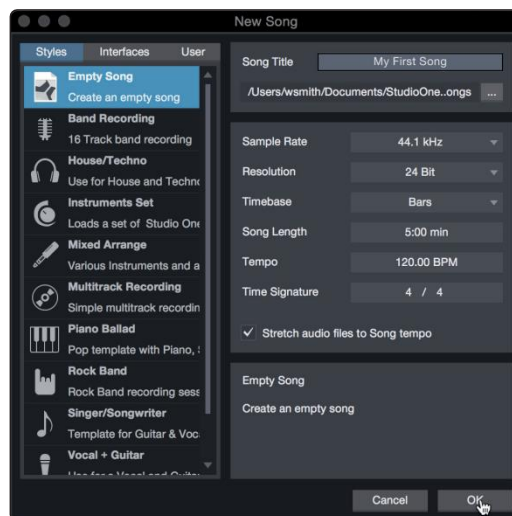 New Song
Styles Interfaces User
Empty Song
Create an empty song
Band Recording
16 Track band recording
House/Techno
Use for House and Techno
Instruments Set
Loads a set of Studio One
Mixed Arrange
Various Instruments and a
Multitrack Recording
Simple multitrack recordin
Piano Ballad
Pop template with Piano,
Rock Band
Rock Band recording sess
Singer/Songwriter
Template for Guitar & Voc
Vocal + Guitar
Song Title My First Song
/Users/wsmith/Documents/StudioOne..ongs ...
Sample Rate 44.1 kHz
Resolution 24 Bit
Timebase Bars
Song Length 5:00 min
Tempo 120.00 BPM
Time Signature 4 / 4
Stretch audio files to Song tempo
Empty Song
Create an empty song
Cancel OK